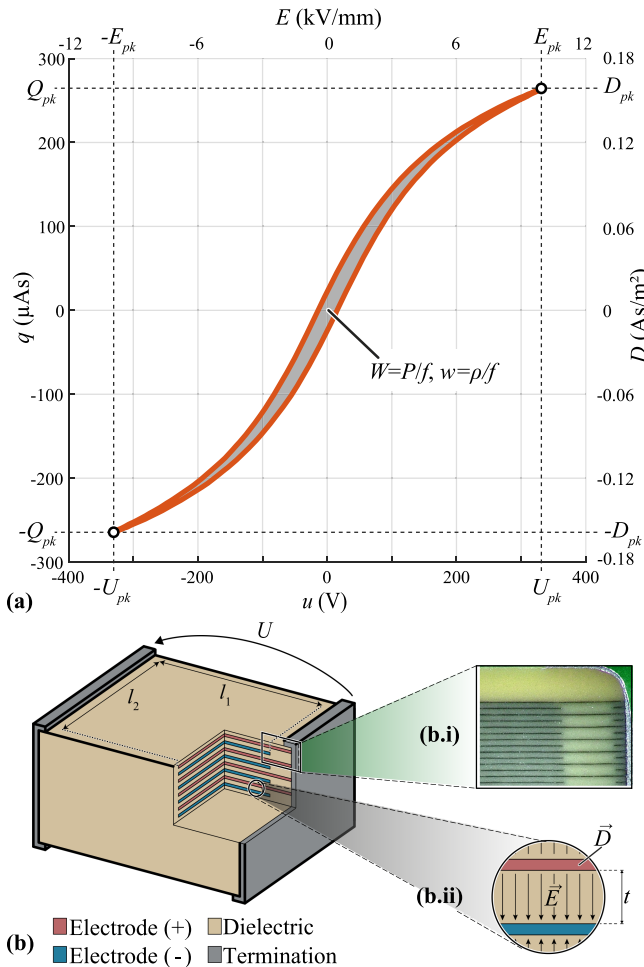 E (kV/mm)
-12 -E_pk -6 0 6 E_pk 12
300 0.18
Q_pk D_pk
200 0.12
100 0.06
q (µAs) 0 0 D (As/m²)
W=P/f, w=ρ/f
-100 -0.06
-200 -0.12
-Q_pk -D_pk
-300 -0.18
-400 -200 0 200 400
(a) -U_pk u (V) U_pk
U
l₁
l₂
(b.i)
D
(b.ii) E t
Electrode (+) Dielectric
(b) Electrode (-) Termination